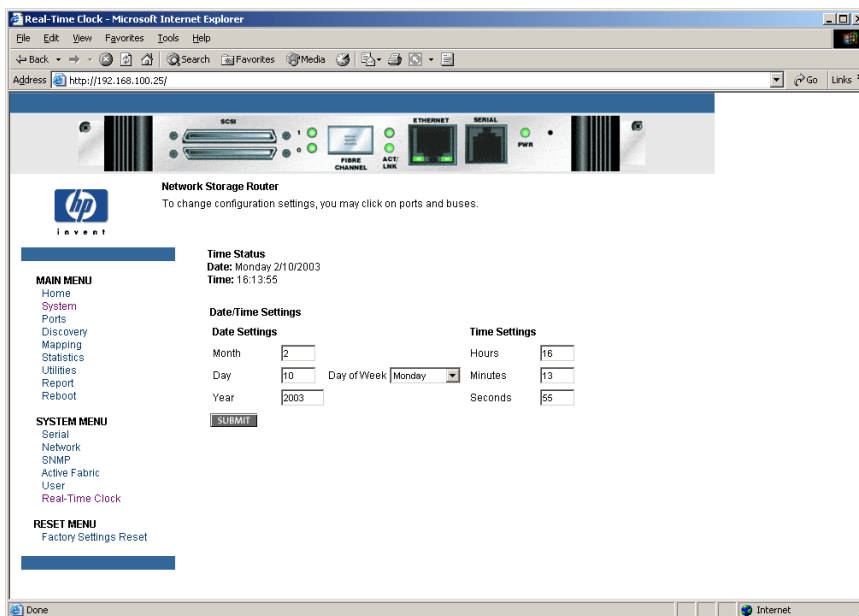 Real-Time Clock - Microsoft Internet Explorer
File Edit View Favorites Tools Help
Back Search Favorites Media
Address http://192.168.100.25/ Go Links
SCSI ETHERNET SERIAL
1
0
PWR
FIBRE CHANNEL
ACT/ LNK
hp
invent
Network Storage Router
To change configuration settings, you may click on ports and buses.
MAIN MENU
Home
System
Ports
Discovery
Mapping
Statistics
Utilities
Report
Reboot
SYSTEM MENU
Serial
Network
SNMP
Active Fabric
User
Real-Time Clock
RESET MENU
Factory Settings Reset
Time Status
Date: Monday 2/10/2003
Time: 16:13:55
Date/Time Settings
Date Settings Time Settings
Month 2 Hours 16
Day 10 Day of Week Monday Minutes 13
Year 2003 Seconds 55
SUBMIT
Done Internet